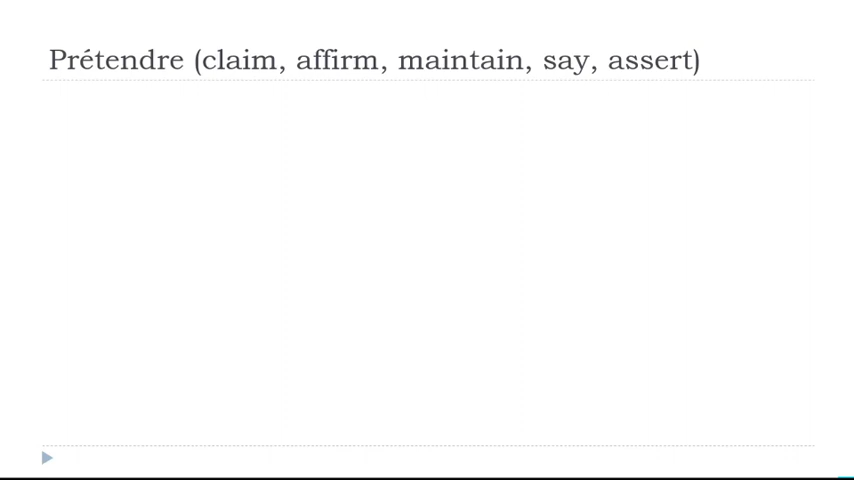 Prétendre (claim, affirm, maintain, say, assert)